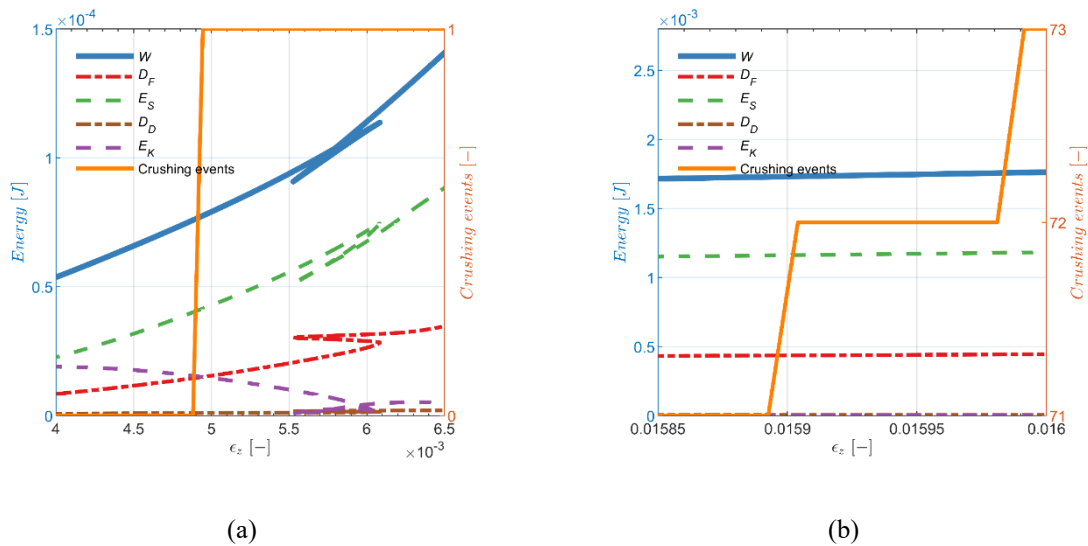 ×10⁻⁴
1.5
1
0.5
0
Energy [J]
W
D_F
E_S
D_D
E_K
Crushing events
1
0
Crushing events [−]
4 4.5 5 5.5 6 6.5
×10⁻³
ϵ_z [−]
(a)
×10⁻³
2.5
2
1.5
1
0.5
0
Energy [J]
W
D_F
E_S
D_D
E_K
Crushing events
73
72
71
Crushing events [−]
0.01585 0.0159 0.01595 0.016
ϵ_z [−]
(b)